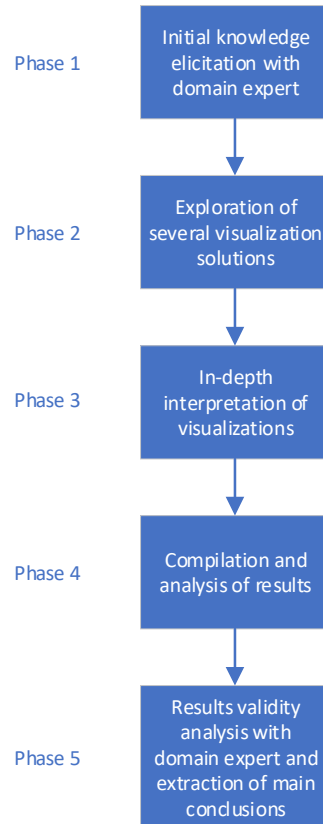 Phase 1
Initial knowledge
elicitation with
domain expert
Phase 2
Exploration of
several visualization
solutions
Phase 3
In-depth
interpretation of
visualizations
Phase 4
Compilation and
analysis of results
Phase 5
Results validity
analysis with
domain expert and
extraction of main
conclusions